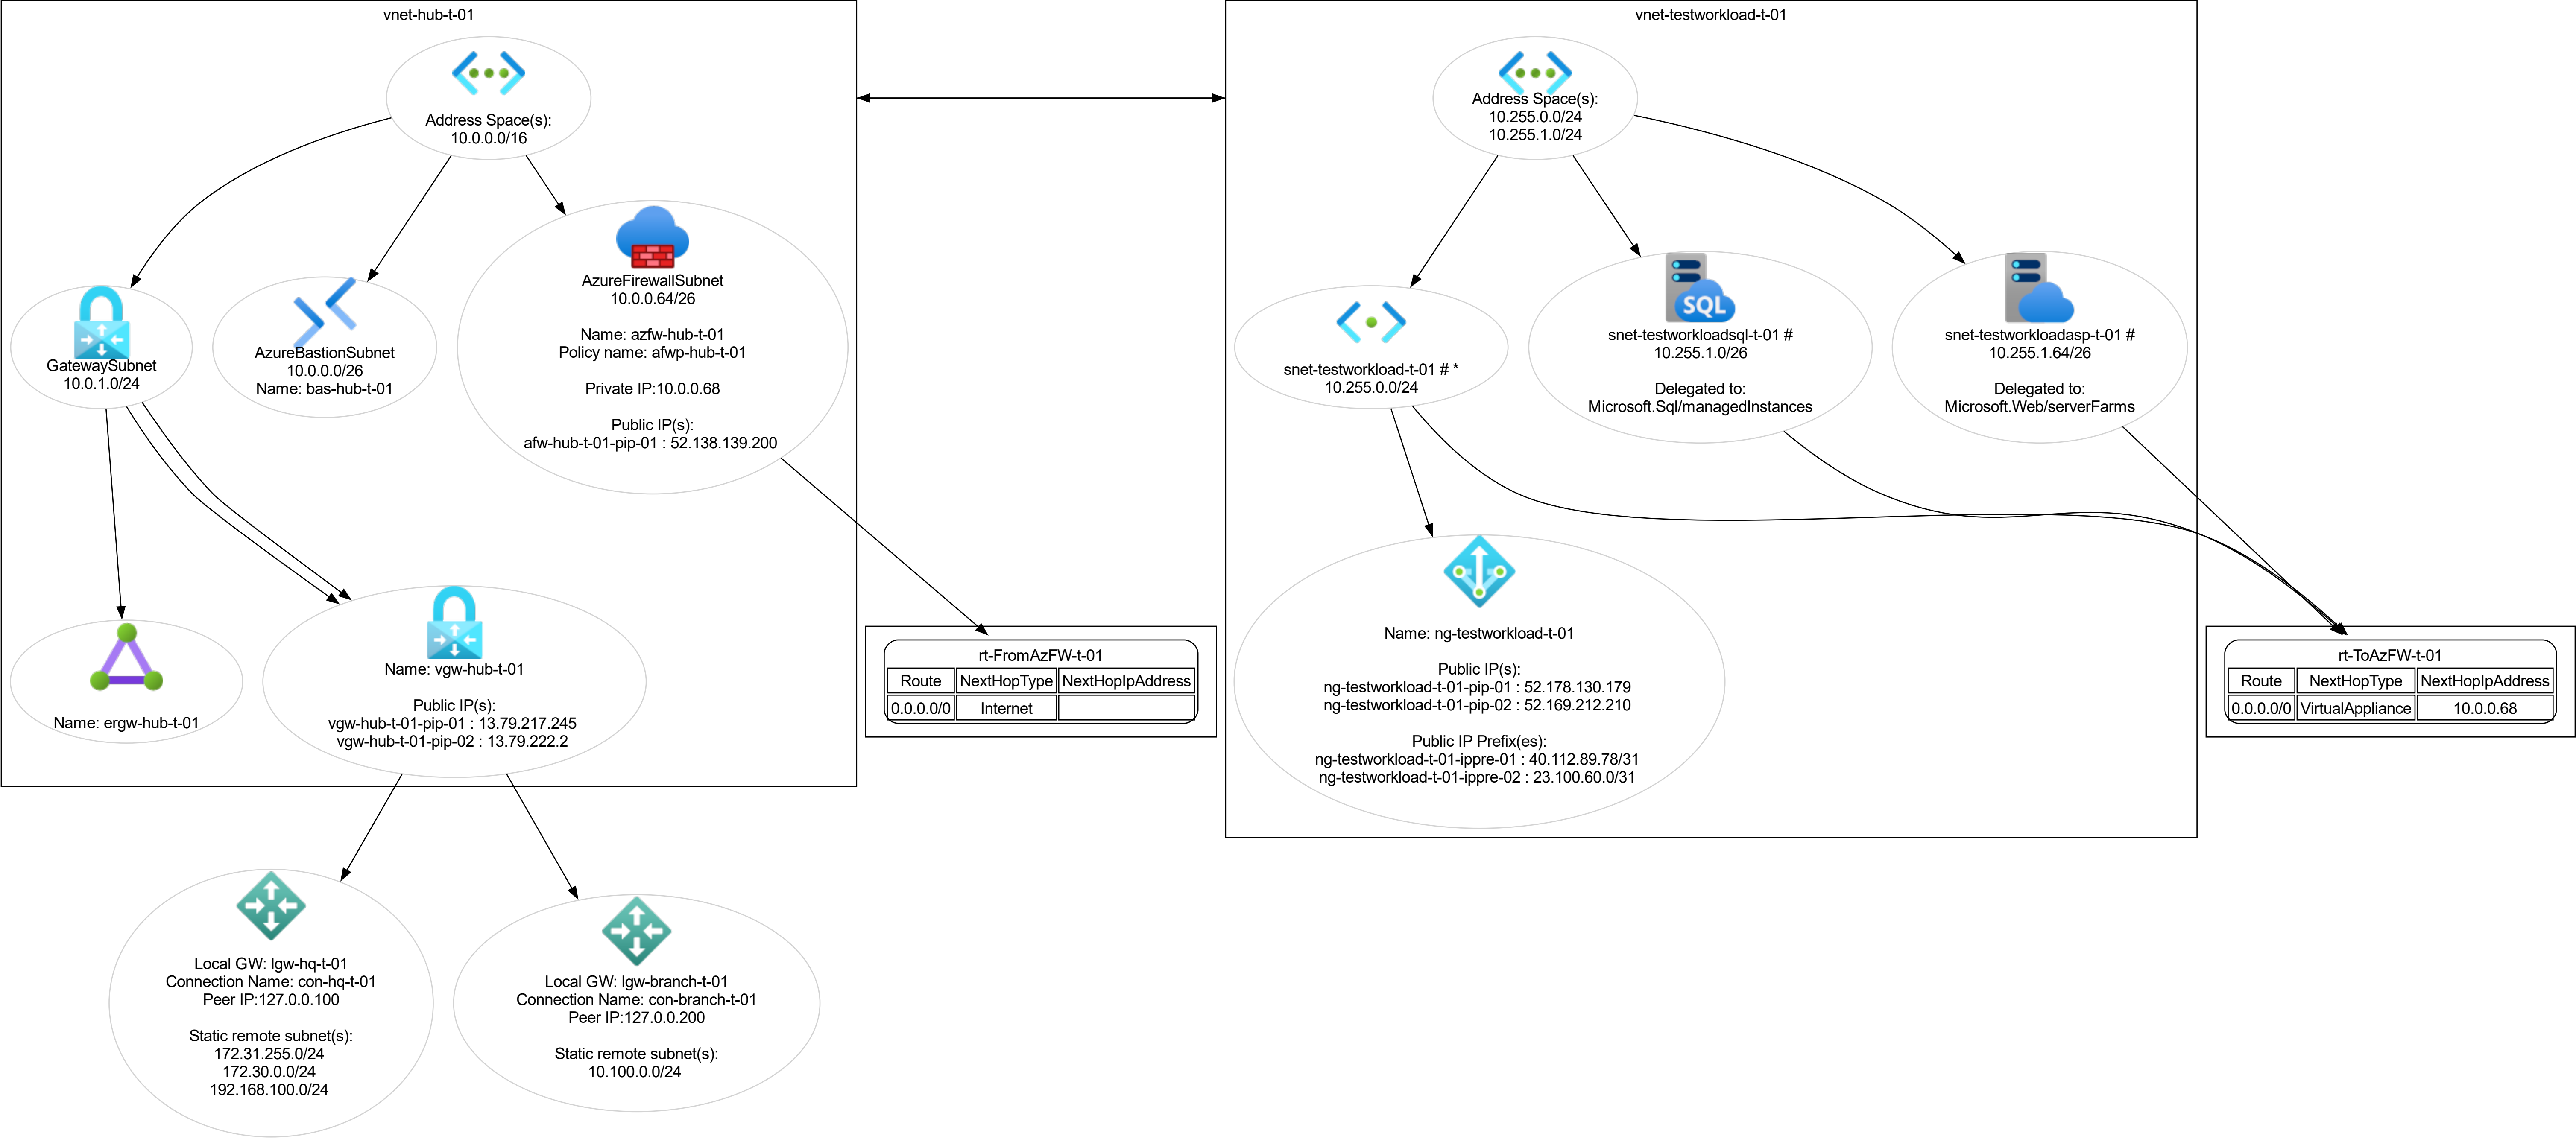 vnet-hub-t-01
Address Space(s):
10.0.0.0/16
GatewaySubnet
10.0.1.0/24
AzureBastionSubnet
10.0.0.0/26
Name: bas-hub-t-01
AzureFirewallSubnet
10.0.0.64/26
Name: azfw-hub-t-01
Policy name: afwp-hub-t-01
Private IP:10.0.0.68
Public IP(s):
afw-hub-t-01-pip-01 : 52.138.139.200
Name: ergw-hub-t-01
Name: vgw-hub-t-01
Public IP(s):
vgw-hub-t-01-pip-01 : 13.79.217.245
vgw-hub-t-01-pip-02 : 13.79.222.2
Local GW: lgw-hq-t-01
Connection Name: con-hq-t-01
Peer IP:127.0.0.100
Static remote subnet(s):
172.31.255.0/24
172.30.0.0/24
192.168.100.0/24
Local GW: lgw-branch-t-01
Connection Name: con-branch-t-01
Peer IP:127.0.0.200
Static remote subnet(s):
10.100.0.0/24
rt-FromAzFW-t-01
Route NextHopType NextHopIpAddress
0.0.0.0/0 Internet
vnet-testworkload-t-01
Address Space(s):
10.255.0.0/24
10.255.1.0/24
snet-testworkload-t-01 # *
10.255.0.0/24
SQL
snet-testworkloadsql-t-01 #
10.255.1.0/26
Delegated to:
Microsoft.Sql/managedInstances
snet-testworkloadasp-t-01 #
10.255.1.64/26
Delegated to:
Microsoft.Web/serverFarms
Name: ng-testworkload-t-01
Public IP(s):
ng-testworkload-t-01-pip-01 : 52.178.130.179
ng-testworkload-t-01-pip-02 : 52.169.212.210
Public IP Prefix(es):
ng-testworkload-t-01-ippre-01 : 40.112.89.78/31
ng-testworkload-t-01-ippre-02 : 23.100.60.0/31
rt-ToAzFW-t-01
Route NextHopType NextHopIpAddress
0.0.0.0/0 VirtualAppliance 10.0.0.68